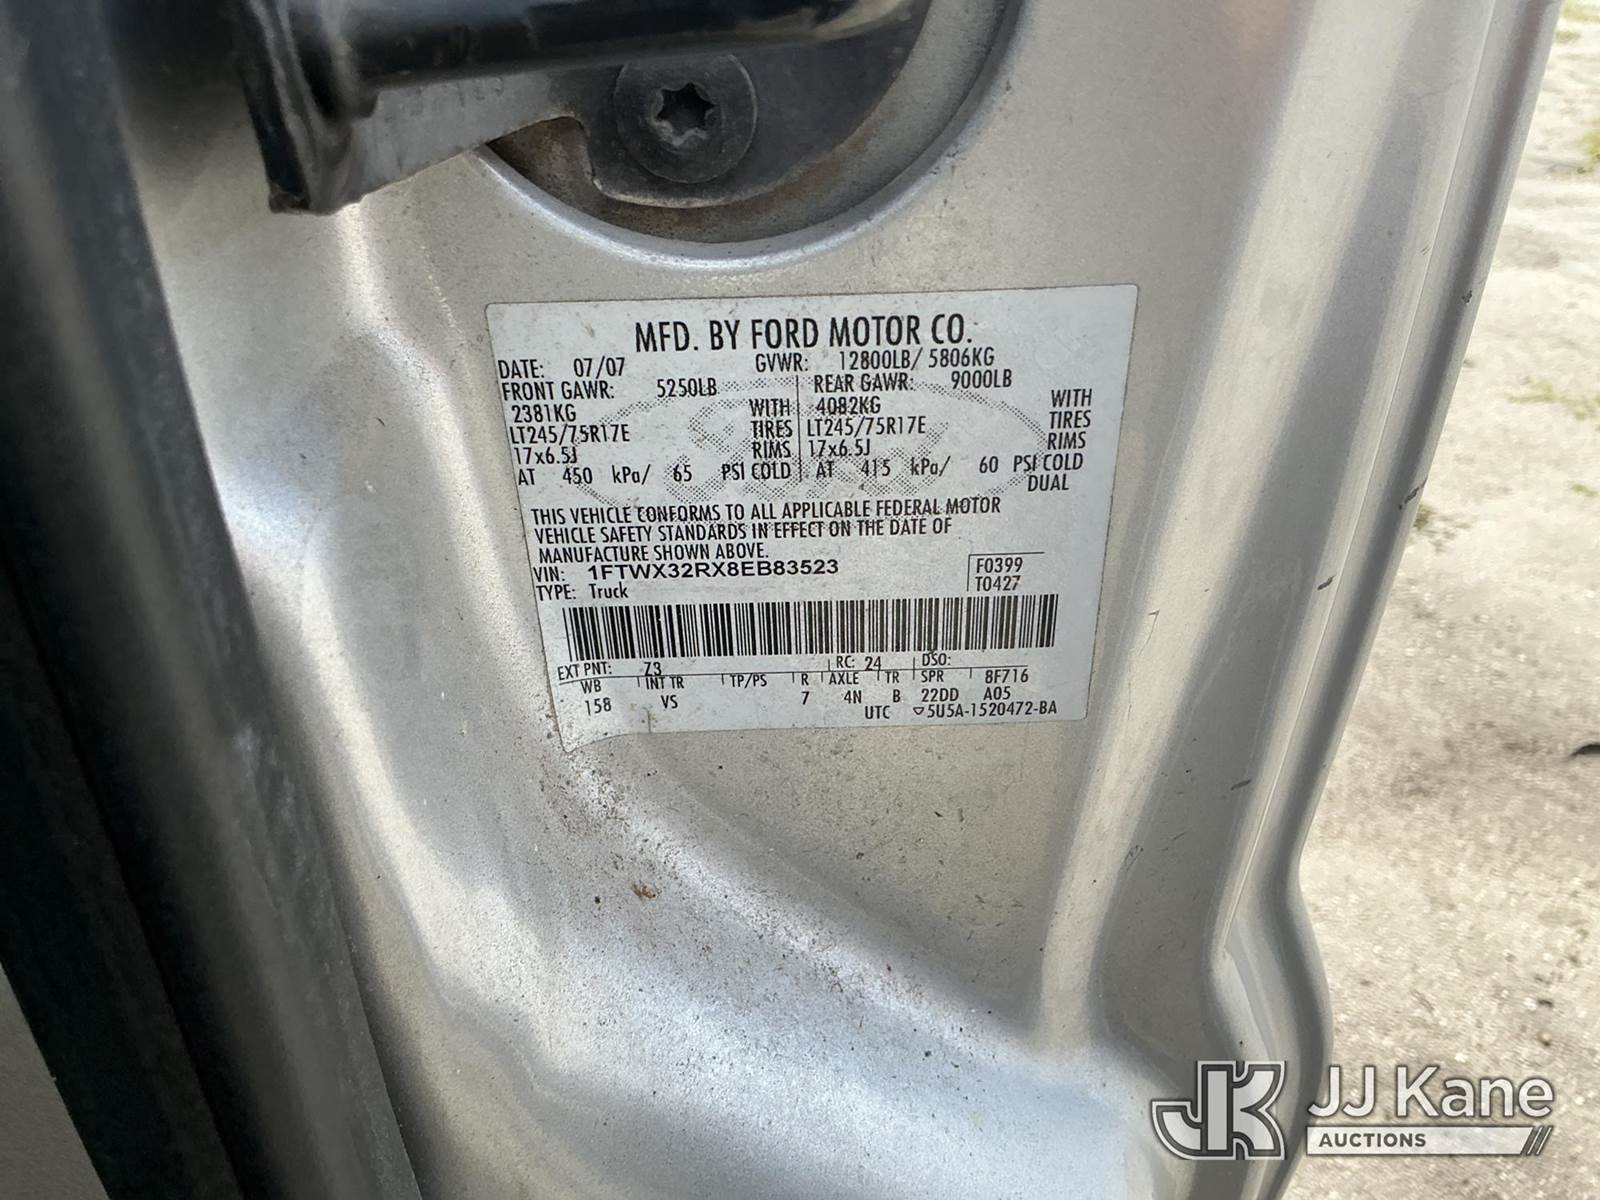 MFD. BY FORD MOTOR CO.
DATE: 07/07 GVWR: 12800LB/ 5806KG
FRONT GAWR: 5250LB REAR GAWR: 9000LB
2381KG WITH 4082KG WITH
LT245/75R17E TIRES LT245/75R17E TIRES
17x6.5J RIMS 17x6.5J RIMS
AT 450 kPa/ 65 PSI COLD AT 415 kPa/ 60 PSI COLD
DUAL
THIS VEHICLE CONFORMS TO ALL APPLICABLE FEDERAL MOTOR
VEHICLE SAFETY STANDARDS IN EFFECT ON THE DATE OF
MANUFACTURE SHOWN ABOVE.
VIN: 1FTWX32RX8EB83523 F0399
TYPE: Truck T0427
EXT PNT: Z3 RC: 24 DSO:
WB INT TR TP/PS R AXLE TR SPR 8F716
158 VS 7 4N B 22DD A05
UTC ▽5U5A-1520472-BA
JJ Kane
AUCTIONS